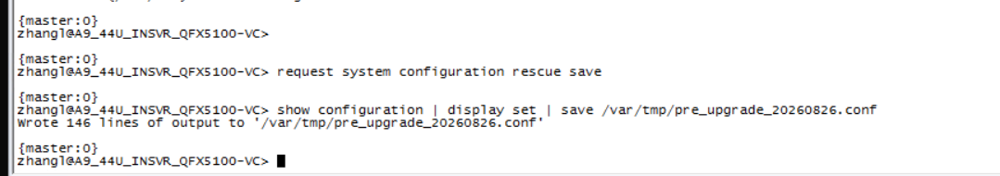 {master:0}
zhangl@A9_44U_INSVR_QFX5100-VC>
{master:0}
zhangl@A9_44U_INSVR_QFX5100-VC> request system configuration rescue save
{master:0}
zhangl@A9_44U_INSVR_QFX5100-VC> show configuration | display set | save /var/tmp/pre_upgrade_20260826.conf
Wrote 146 lines of output to '/var/tmp/pre_upgrade_20260826.conf'
{master:0}
zhangl@A9_44U_INSVR_QFX5100-VC>